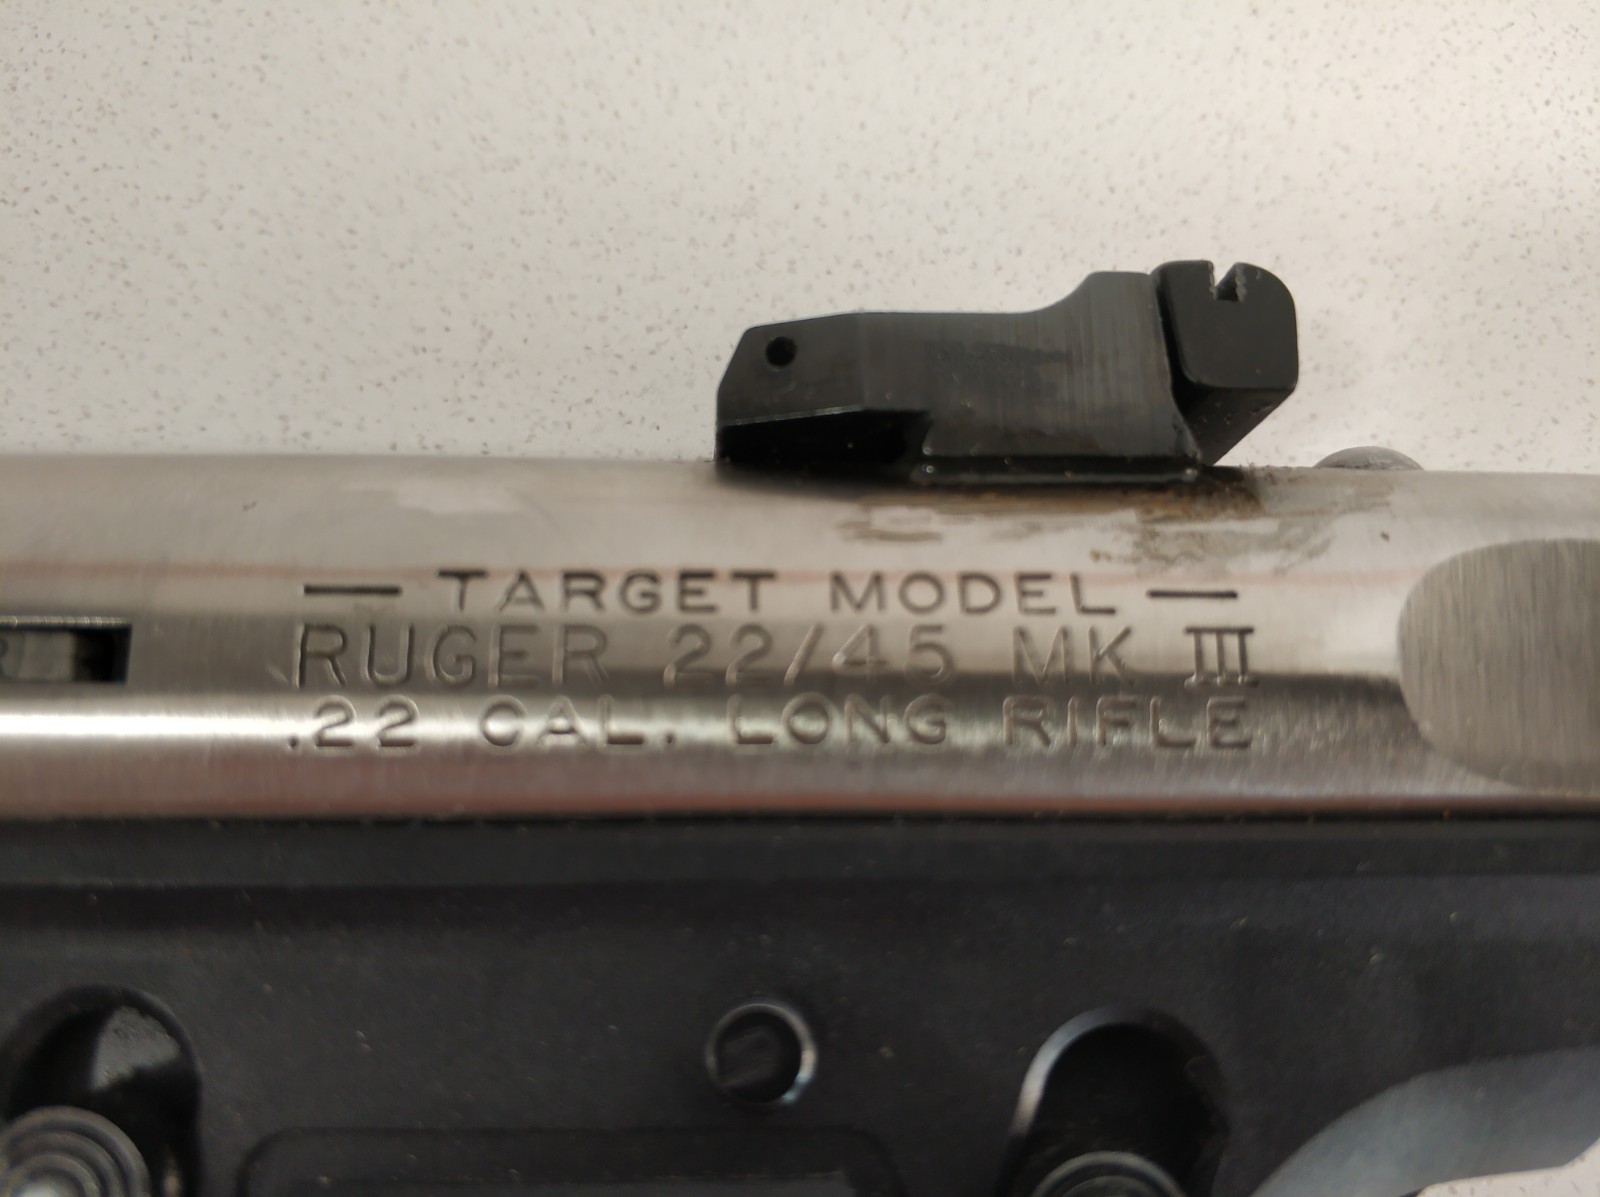 — TARGET MODEL —
RUGER 22/45 MK III
.22 CAL. LONG RIFLE